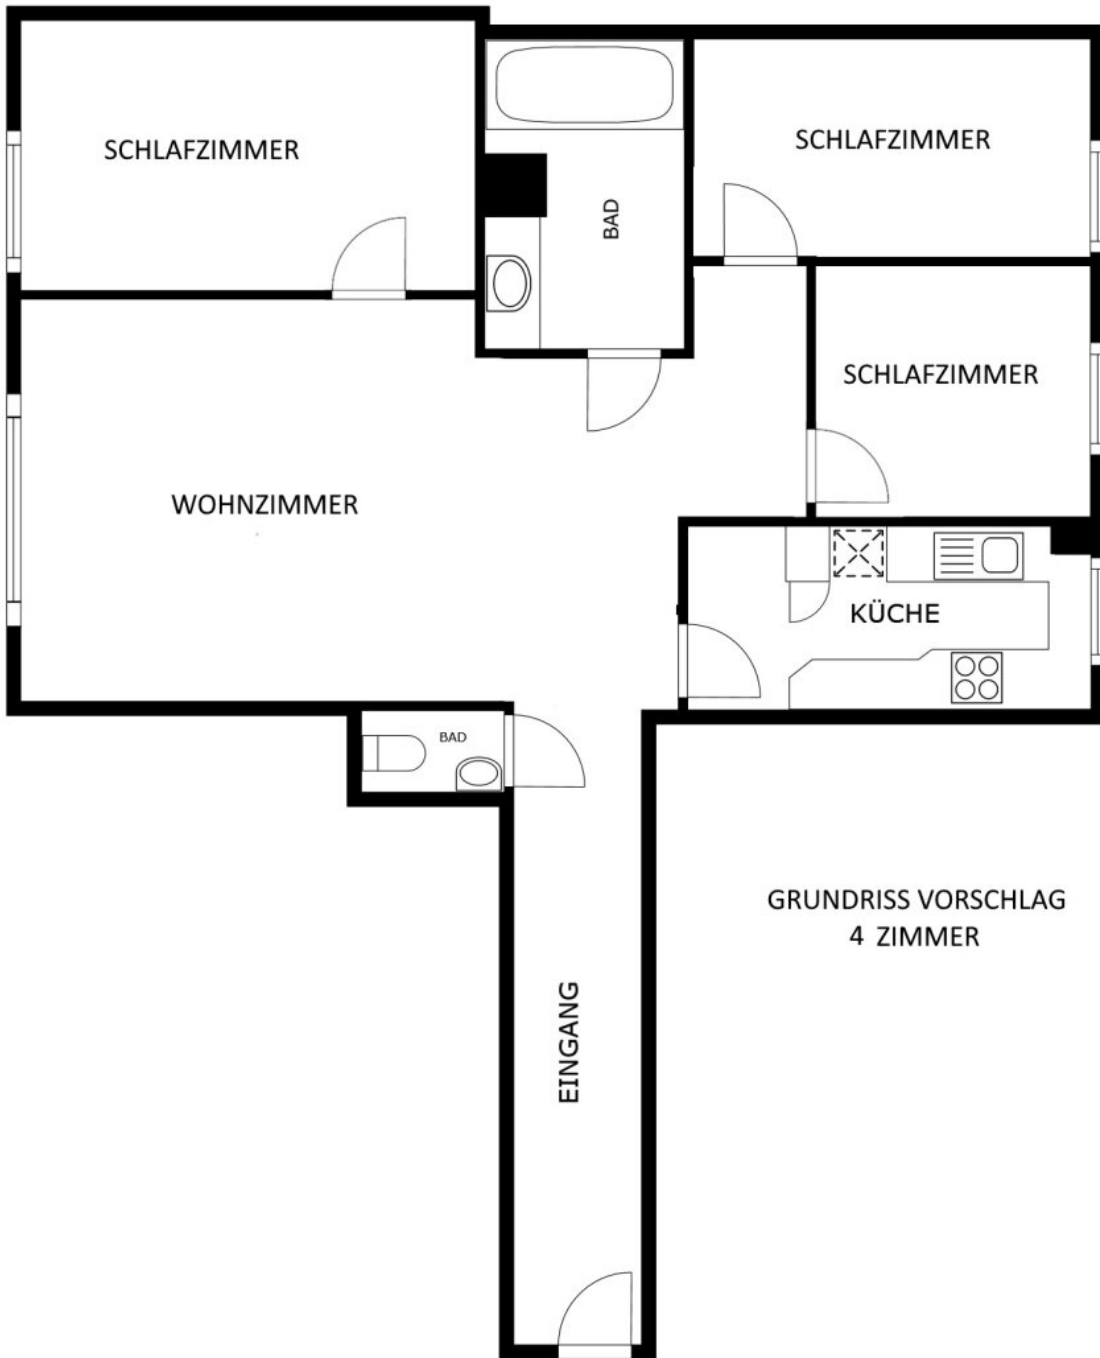 SCHLAFZIMMER
SCHLAFZIMMER
BAD
SCHLAFZIMMER
WOHNZIMMER
KÜCHE
BAD
GRUNDRISS VORSCHLAG
4 ZIMMER
EINGANG